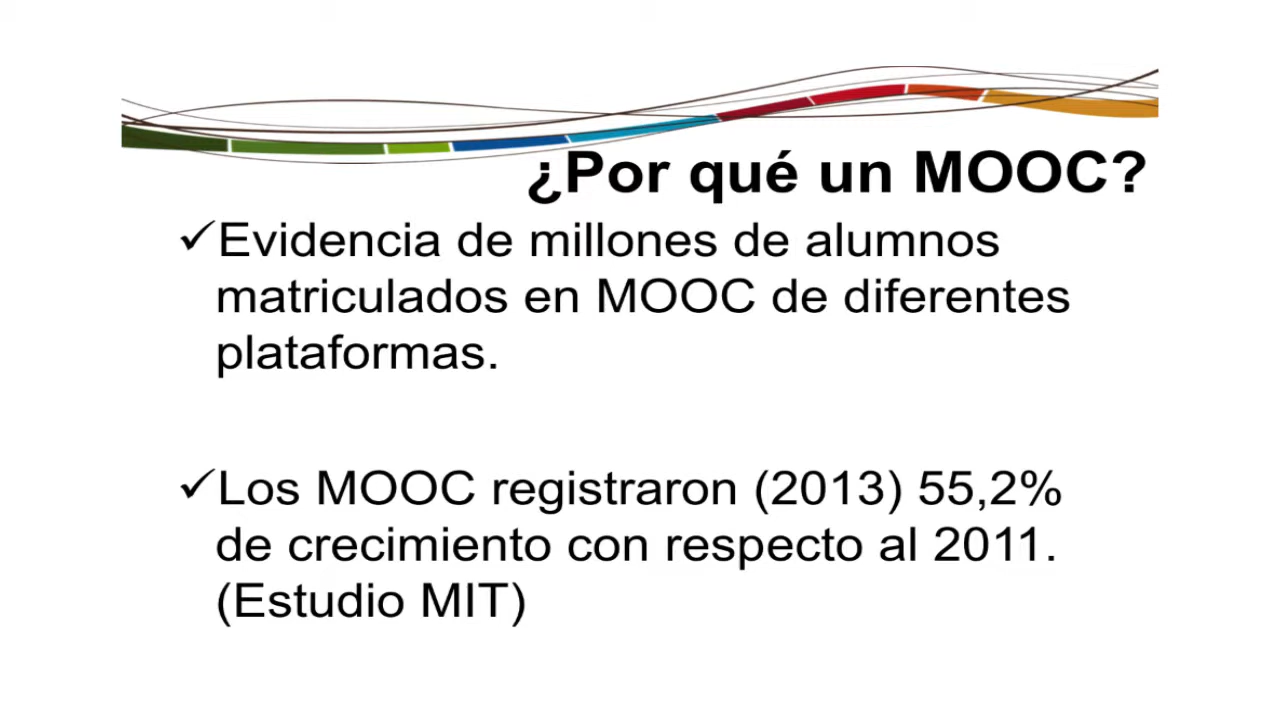 ¿Por qué un MOOC?
✓Evidencia de millones de alumnos
matriculados en MOOC de diferentes
plataformas.
✓Los MOOC registraron (2013) 55,2%
de crecimiento con respecto al 2011.
(Estudio MIT)